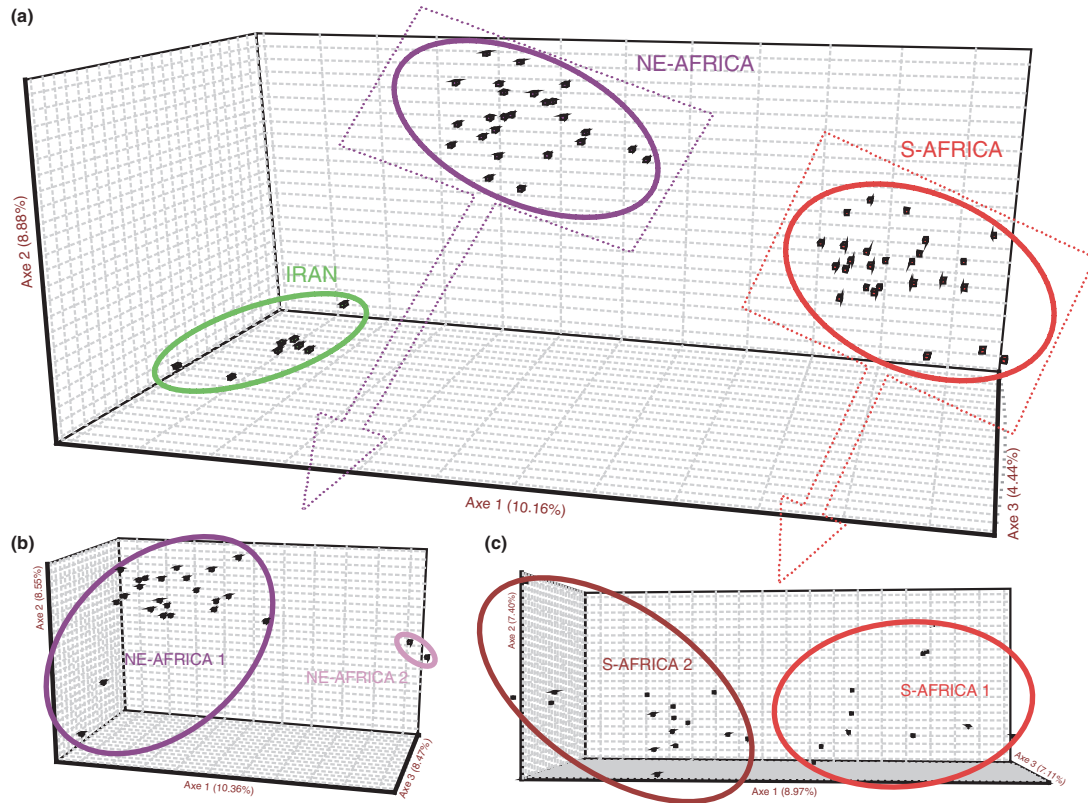 (a)
NE-AFRICA
S-AFRICA
IRAN
Axe 2 (8.88%)
Axe 1 (10.16%)
Axe 3 (4.44%)
(b)
NE-AFRICA 1
NE-AFRICA 2
Axe 2 (8.55%)
Axe 1 (10.36%)
Axe 3 (8.47%)
(c)
S-AFRICA 2
S-AFRICA 1
Axe 2 (7.40%)
Axe 1 (8.97%)
Axe 3 (7.11%)